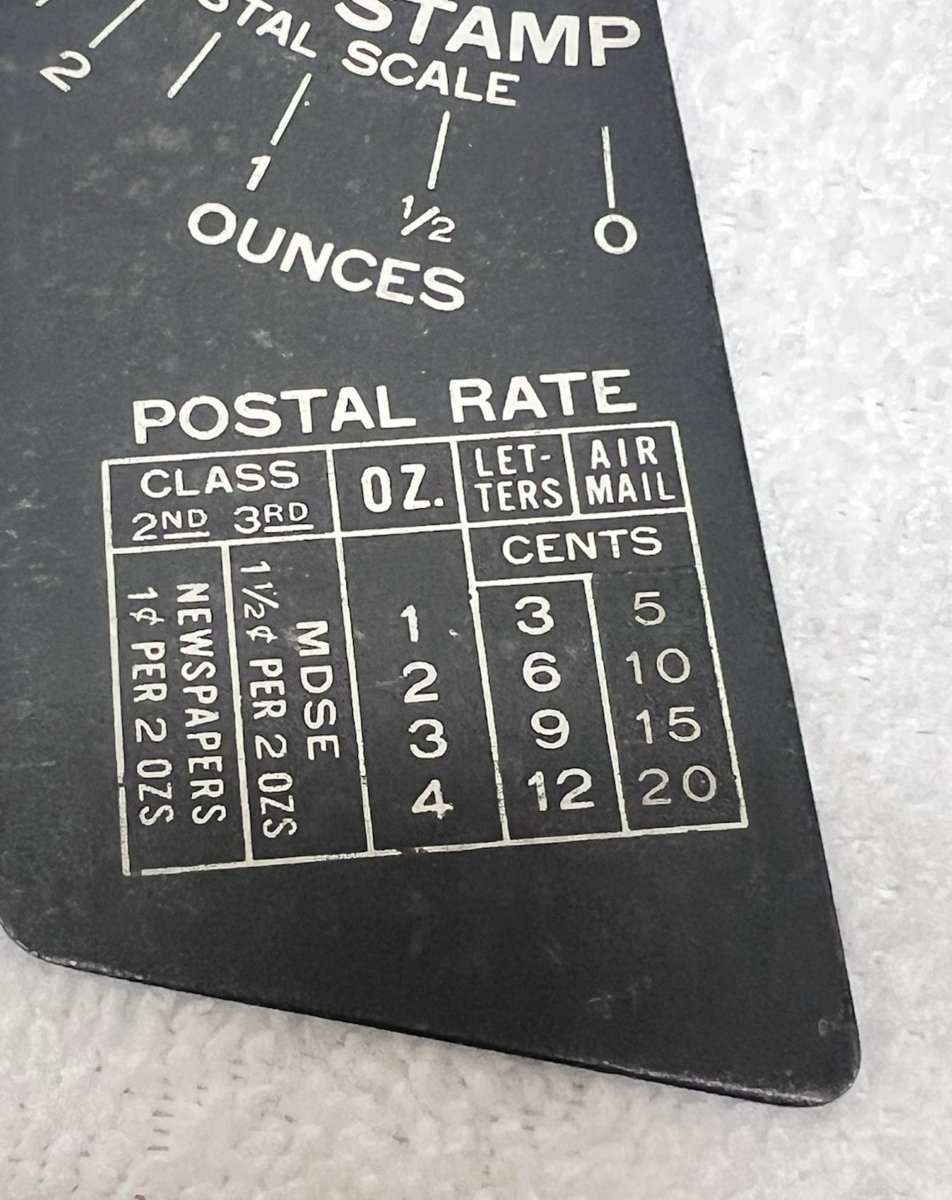 STAMP
POSTAL SCALE
2
1
½
0
OUNCES
POSTAL RATE
CLASS
2ND 3RD
OZ.
LET-
TERS
AIR
MAIL
CENTS
NEWSPAPERS
1¢ PER 2 OZS
MDSE
1½¢ PER 2 OZS
1 3 5
2 6 10
3 9 15
4 12 20